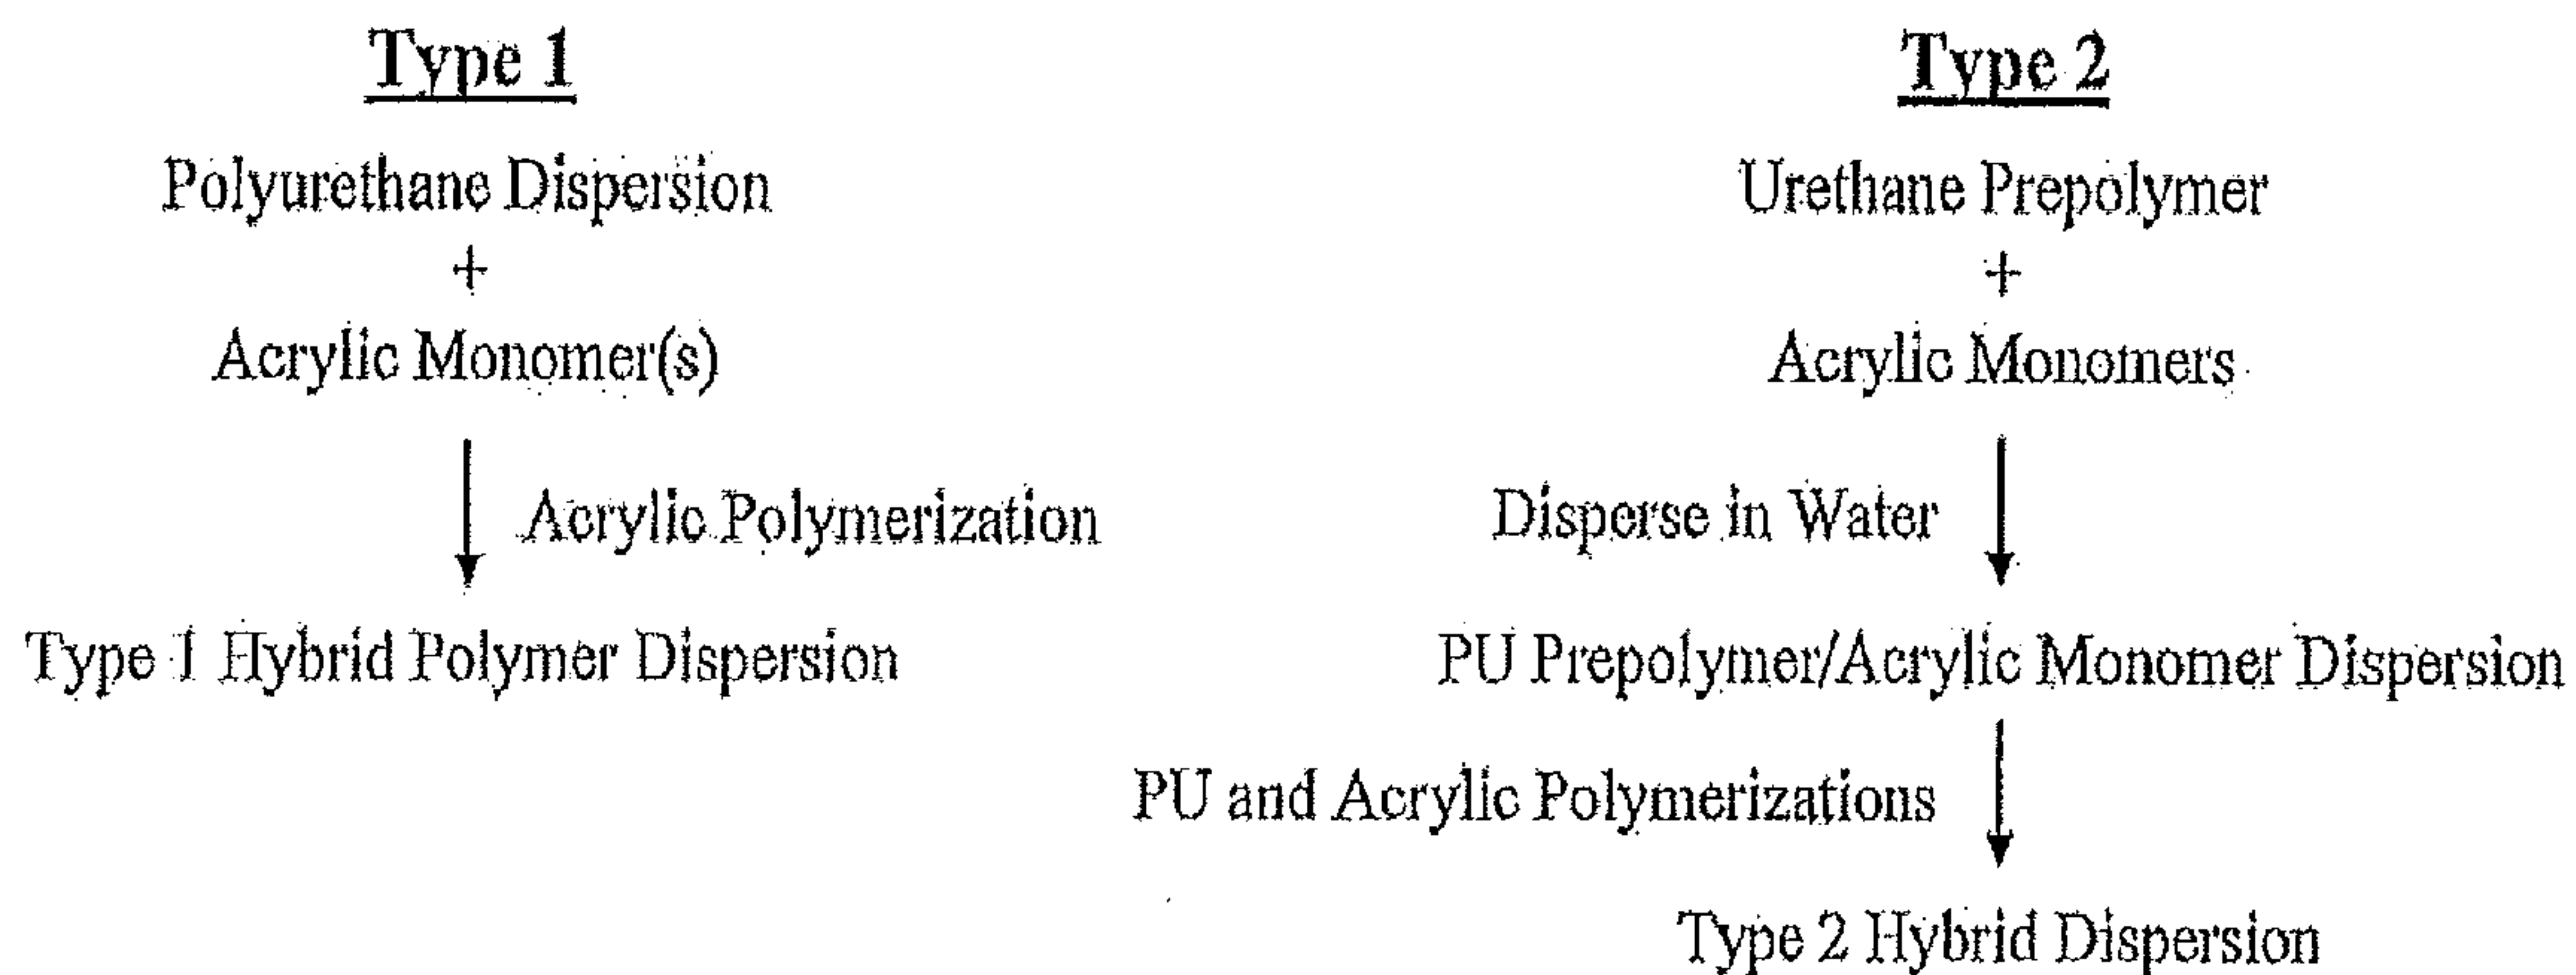 Type 1
Polyurethane Dispersion
+
Acrylic Monomer(s)
Acrylic Polymerization
Type 1 Hybrid Polymer Dispersion
Type 2
Urethane Prepolymer
+
Acrylic Monomers
Disperse in Water
PU Prepolymer/Acrylic Monomer Dispersion
PU and Acrylic Polymerizations
Type 2 Hybrid Dispersion